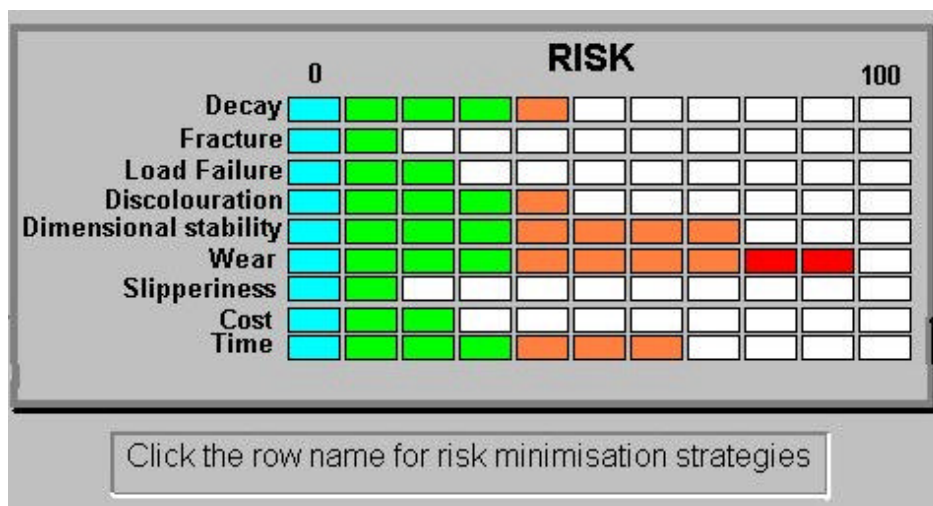 RISK
0 100
Decay
Fracture
Load Failure
Discolouration
Dimensional stability
Wear
Slipperiness
Cost
Time
Click the row name for risk minimisation strategies